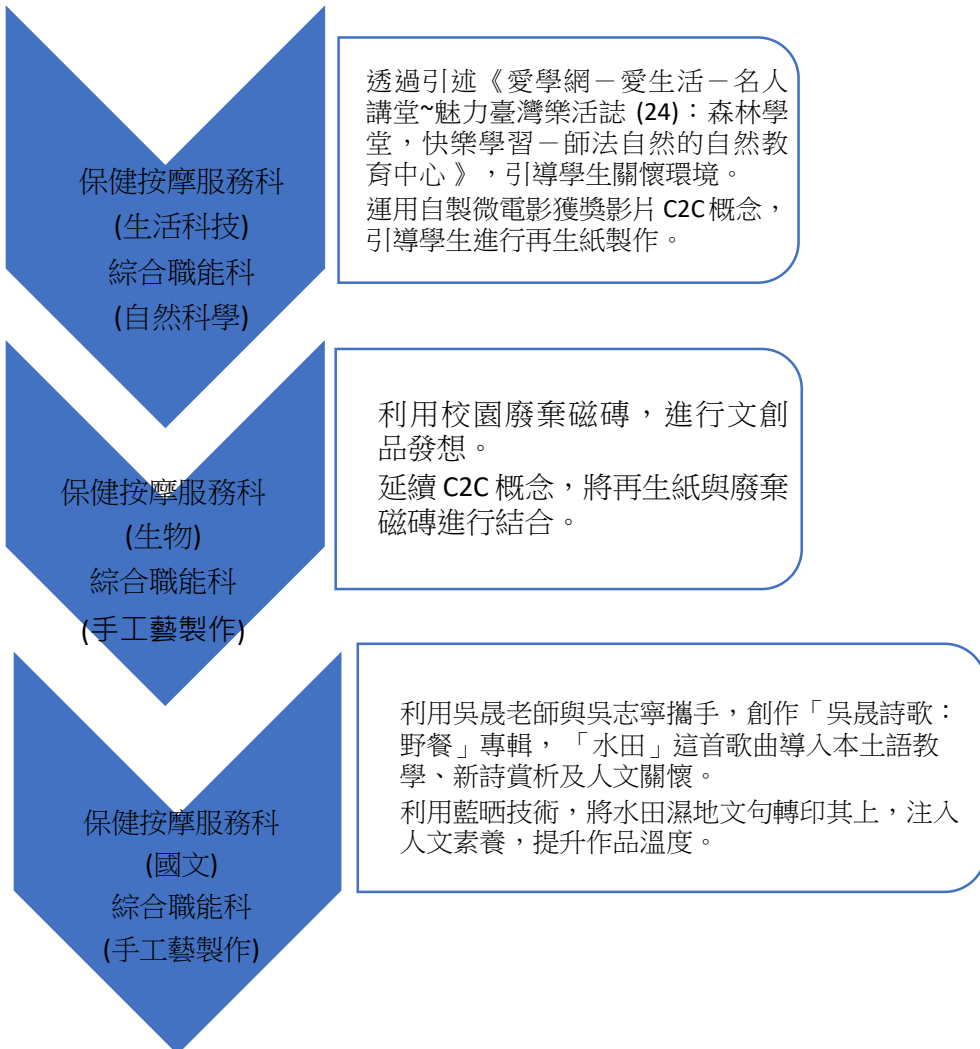 保健按摩服務科
(生活科技)
綜合職能科
(自然科學)
透過引述《愛學網－愛生活－名人
講堂~魅力臺灣樂活誌 (24)：森林學
堂，快樂學習－師法自然的自然教
育中心 》，引導學生關懷環境。
運用自製微電影獲獎影片 C2C 概念，
引導學生進行再生紙製作。
保健按摩服務科
(生物)
綜合職能科
(手工藝製作)
利用校園廢棄磁磚，進行文創
品發想。
延續 C2C 概念，將再生紙與廢棄
磁磚進行結合。
保健按摩服務科
(國文)
綜合職能科
(手工藝製作)
利用吳晟老師與吳志寧攜手，創作「吳晟詩歌：
野餐」專輯，「水田」這首歌曲導入本土語教
學、新詩賞析及人文關懷。
利用藍晒技術，將水田濕地文句轉印其上，注入
人文素養，提升作品溫度。